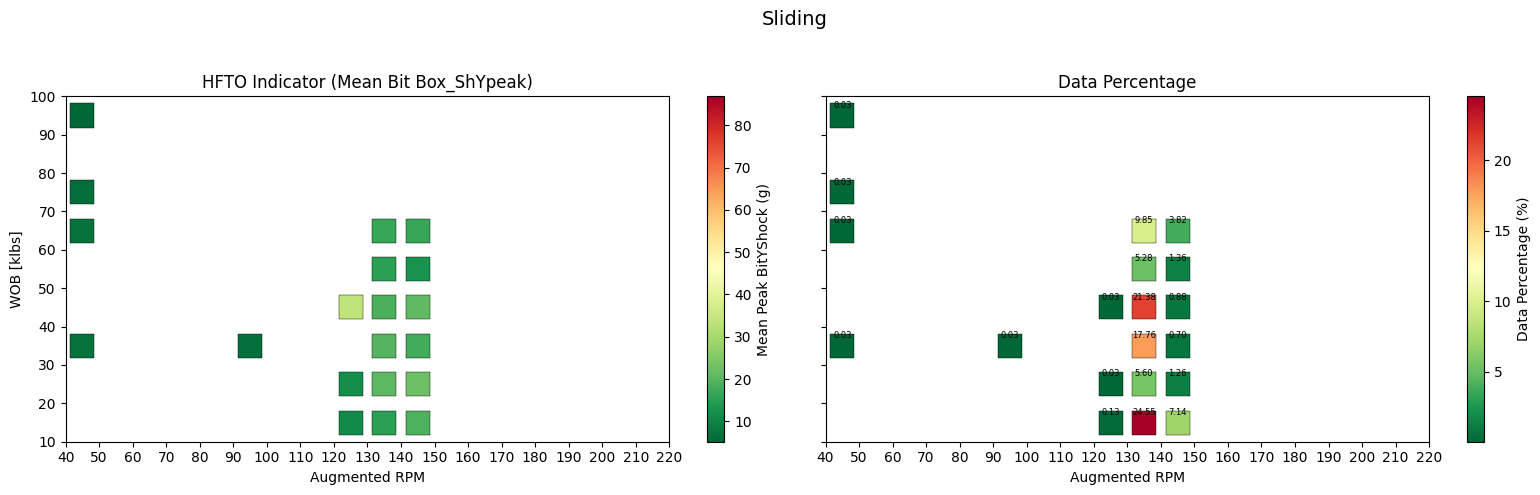 Sliding
HFTO Indicator (Mean Bit Box_ShYpeak)
100
90
80
70
60
50
40
30
20
10
WOB [klbs]
40 50 60 70 80 90 100 110 120 130 140 150 160 170 180 190 200 210 220
Augmented RPM
80
70
60
50
40
30
20
10
Mean Peak BitYShock (g)
Data Percentage
0.03
0.03
0.03 9.85 3.82
5.28 1.36
0.03 21.38 0.88
0.03 0.03 17.76 0.70
0.03 5.60 1.26
0.13 24.55 7.14
40 50 60 70 80 90 100 110 120 130 140 150 160 170 180 190 200 210 220
Augmented RPM
20
15
10
5
Data Percentage (%)